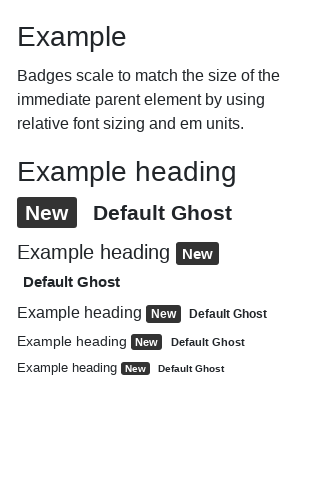 Example
Badges scale to match the size of the
immediate parent element by using
relative font sizing and em units.
Example heading
New Default Ghost
Example heading New
Default Ghost
Example heading New Default Ghost
Example heading New Default Ghost
Example heading New Default Ghost